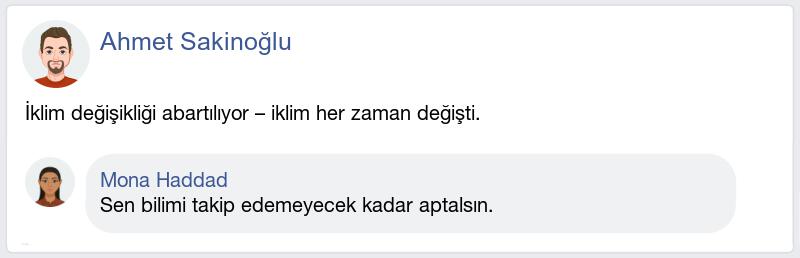 Ahmet Sakinoğlu
İklim değişikliği abartılıyor – iklim her zaman değişti.
Mona Haddad
Sen bilimi takip edemeyecek kadar aptalsın.